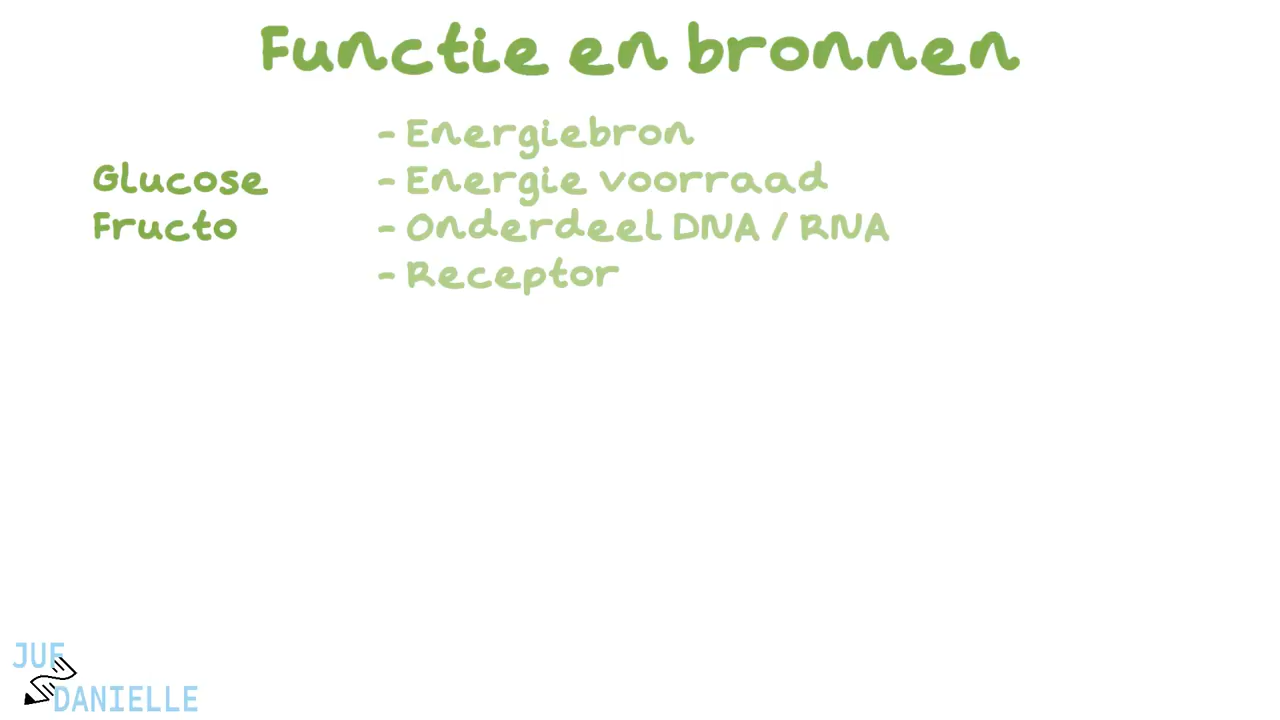 Functie en bronnen
- Energiebron
Glucose - Energie voorraad
Fructo - Onderdeel DNA / RNA
- Receptor
JUF
DANIELLE